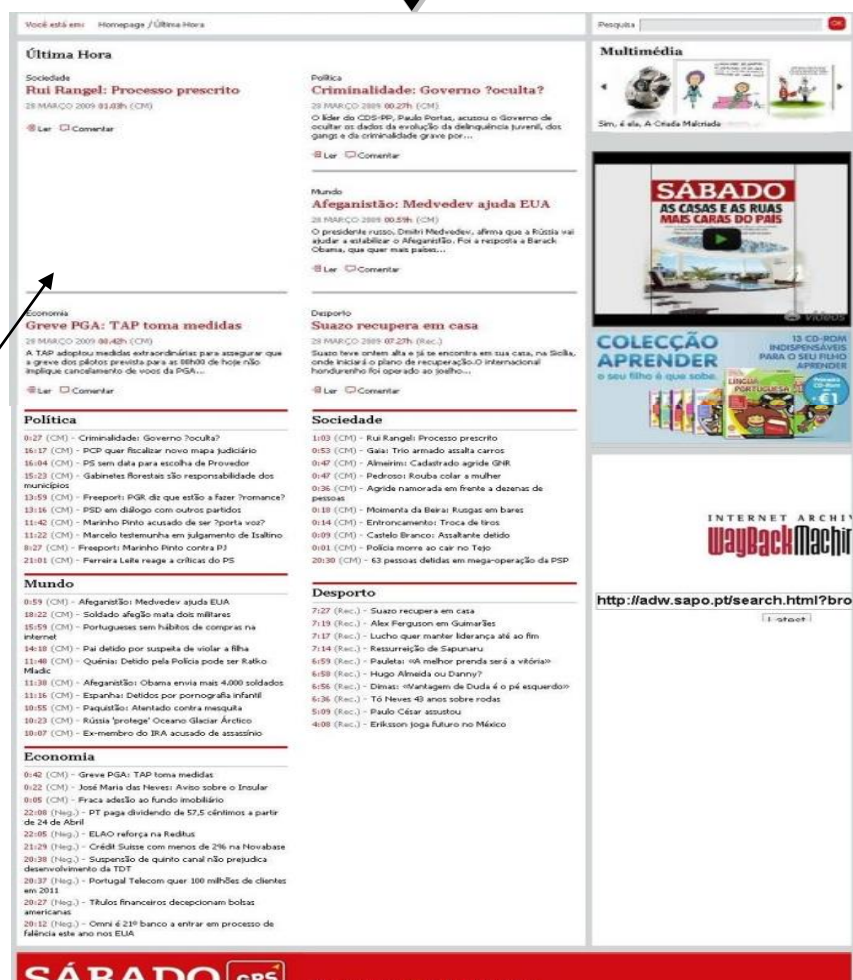 Você está em: Homepage / Última Hora
Pesquisa
OK
Última Hora
Sociedade
Rui Rangel: Processo prescrito
28 MARÇO 2009 01.03h (CM)
Ler Comentar
Política
Criminalidade: Governo ?oculta?
28 MARÇO 2009 00.27h (CM)
O líder do CDS-PP, Paulo Portas, acusou o Governo de
ocultar os dados da evolução da delinquência juvenil, dos
gangs e da criminalidade grave por...
Ler Comentar
Mundo
Afeganistão: Medvedev ajuda EUA
28 MARÇO 2009 00.59h (CM)
O presidente russo, Dmitri Medvedev, afirma que a Rússia vai
ajudar a estabilizar o Afeganistão. Foi a resposta a Barack
Obama, que quer mais países...
Ler Comentar
Economia
Greve PGA: TAP toma medidas
28 MARÇO 2009 00.42h (CM)
A TAP adoptou medidas extraordinárias para assegurar que
a greve dos pilotos prevista para as 00h00 de hoje não
implique cancelamento de voos da PGA...
Ler Comentar
Desporto
Suazo recupera em casa
28 MARÇO 2009 07.27h (Rec.)
Suazo teve ontem alta e já se encontra em sua casa, na Sicília,
onde iniciará o plano de recuperação.O internacional
hondurenho foi operado ao joelho...
Ler Comentar
Política
0:27 (CM) - Criminalidade: Governo ?oculta?
16:17 (CM) - PCP quer fiscalizar novo mapa judiciário
16:04 (CM) - PS sem data para escolha de Provedor
15:23 (CM) - Gabinetes florestais são responsabilidade dos
municípios
13:59 (CM) - Freeport: PGR diz que estão a fazer ?romance?
13:16 (CM) - PSD em diálogo com outros partidos
11:42 (CM) - Marinho Pinto acusado de ser ?porta voz?
11:22 (CM) - Marcelo testemunha em julgamento de Isaltino
8:27 (CM) - Freeport: Marinho Pinto contra PJ
21:01 (CM) - Ferreira Leite reage a críticas do PS
Mundo
0:59 (CM) - Afeganistão: Medvedev ajuda EUA
18:22 (CM) - Soldado afegão mata dois militares
15:59 (CM) - Portugueses sem hábitos de compras na
internet
14:18 (CM) - Pai detido por suspeita de violar a filha
11:48 (CM) - Quénia: Detido pela Polícia pode ser Ratko
Mladic
11:38 (CM) - Afeganistão: Obama envia mais 4.000 soldados
11:16 (CM) - Espanha: Detidos por pornografia infantil
10:55 (CM) - Paquistão: Atentado contra mesquita
10:23 (CM) - Rússia 'protege' Oceano Glaciar Árctico
10:07 (CM) - Ex-membro do IRA acusado de assassínio
Economia
0:42 (CM) - Greve PGA: TAP toma medidas
0:22 (CM) - José Maria das Neves: Aviso sobre o Insular
0:05 (CM) - Fraca adesão ao fundo imobiliário
22:08 (Neg.) - PT paga dividendo de 57,5 cêntimos a partir
de 24 de Abril
22:05 (Neg.) - ELAO reforça na Reditus
21:29 (Neg.) - Crédit Suisse com menos de 2% na Novabase
20:38 (Neg.) - Suspensão de quinto canal não prejudica
desenvolvimento da TDT
20:37 (Neg.) - Portugal Telecom quer 100 milhões de clientes
em 2011
20:27 (Neg.) - Títulos financeiros decepcionam bolsas
americanas
20:12 (Neg.) - Omni é 21º banco a entrar em processo de
falência este ano nos EUA
Sociedade
1:03 (CM) - Rui Rangel: Processo prescrito
0:53 (CM) - Gaia: Trio armado assalta carros
0:47 (CM) - Almeirim: Cadastrado agride GNR
0:47 (CM) - Pedroso: Rouba colar a mulher
0:36 (CM) - Agride namorada em frente a dezenas de
pessoas
0:18 (CM) - Moimenta da Beira: Rusgas em bares
0:14 (CM) - Entroncamento: Troca de tiros
0:09 (CM) - Castelo Branco: Assaltante detido
0:01 (CM) - Polícia morre ao cair no Tejo
20:30 (CM) - 63 pessoas detidas em mega-operação da PSP
Desporto
7:27 (Rec.) - Suazo recupera em casa
7:19 (Rec.) - Alex Ferguson em Guimarães
7:17 (Rec.) - Lucho quer manter liderança até ao fim
7:14 (Rec.) - Ressurreição de Sapunaru
6:59 (Rec.) - Pauleta: «A melhor prenda será a vitória»
6:58 (Rec.) - Hugo Almeida ou Danny?
6:56 (Rec.) - Dimas: «Vantagem de Duda é o pé esquerdo»
6:36 (Rec.) - Tó Neves 43 anos sobre rodas
5:09 (Rec.) - Paulo César assustou
4:08 (Rec.) - Eriksson joga futuro no México
Multimédia
Sim, é ela, A Criada Malcriada
SÁBADO
AS CASAS E AS RUAS
MAIS CARAS DO PAÍS
vídeos
COLECÇÃO
APRENDER
o seu filho é que sabe.
13 CD-ROM
INDISPENSÁVEIS
PARA O SEU FILHO
APRENDER
LÍNGUA
PORTUGUESA
Primeiro
CD-Rom
€1
INTERNET ARCHIV
WayBackMachin
http://adw.sapo.pt/search.html?bro
Latest
SÁBADO GPS